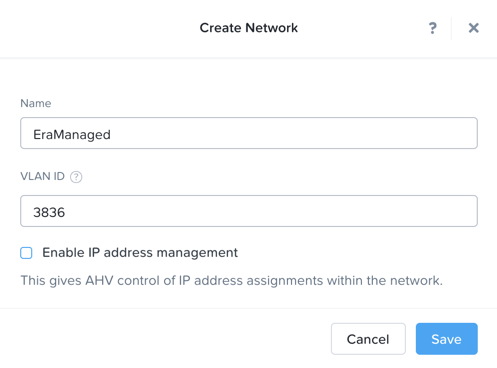 Create Network
?
Name
EraManaged
VLAN ID ?
3836
Enable IP address management
This gives AHV control of IP address assignments within the network.
Cancel
Save